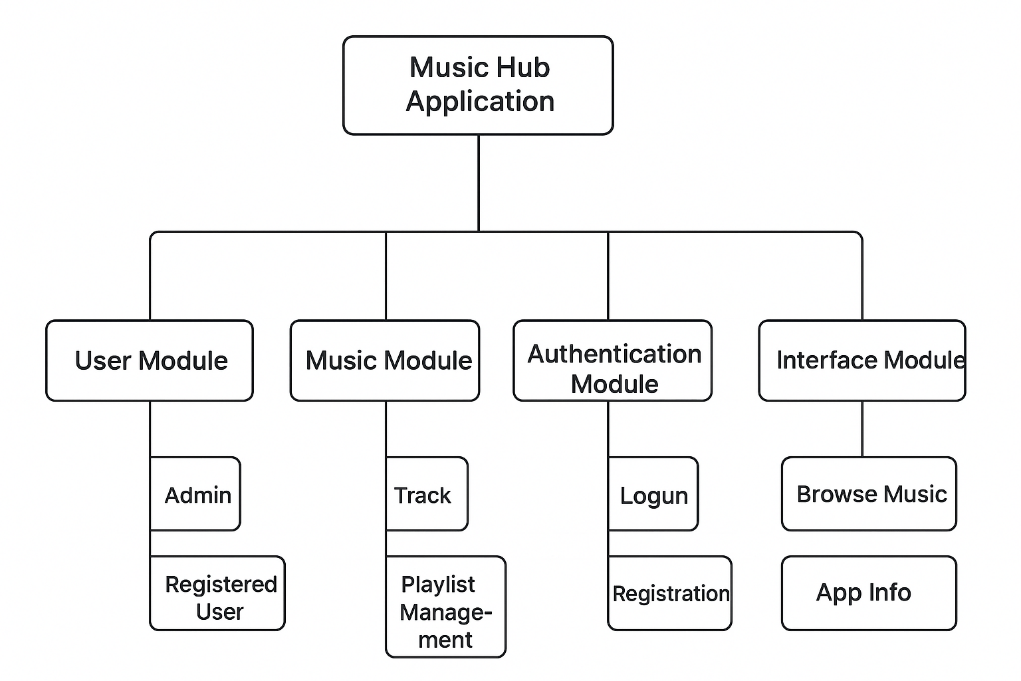 Music Hub
Application
User Module
Music Module
Authentication
Module
Interface Module
Admin
Track
Logun
Browse Music
Registered
User
Playlist
Manage-
ment
Registration
App Info